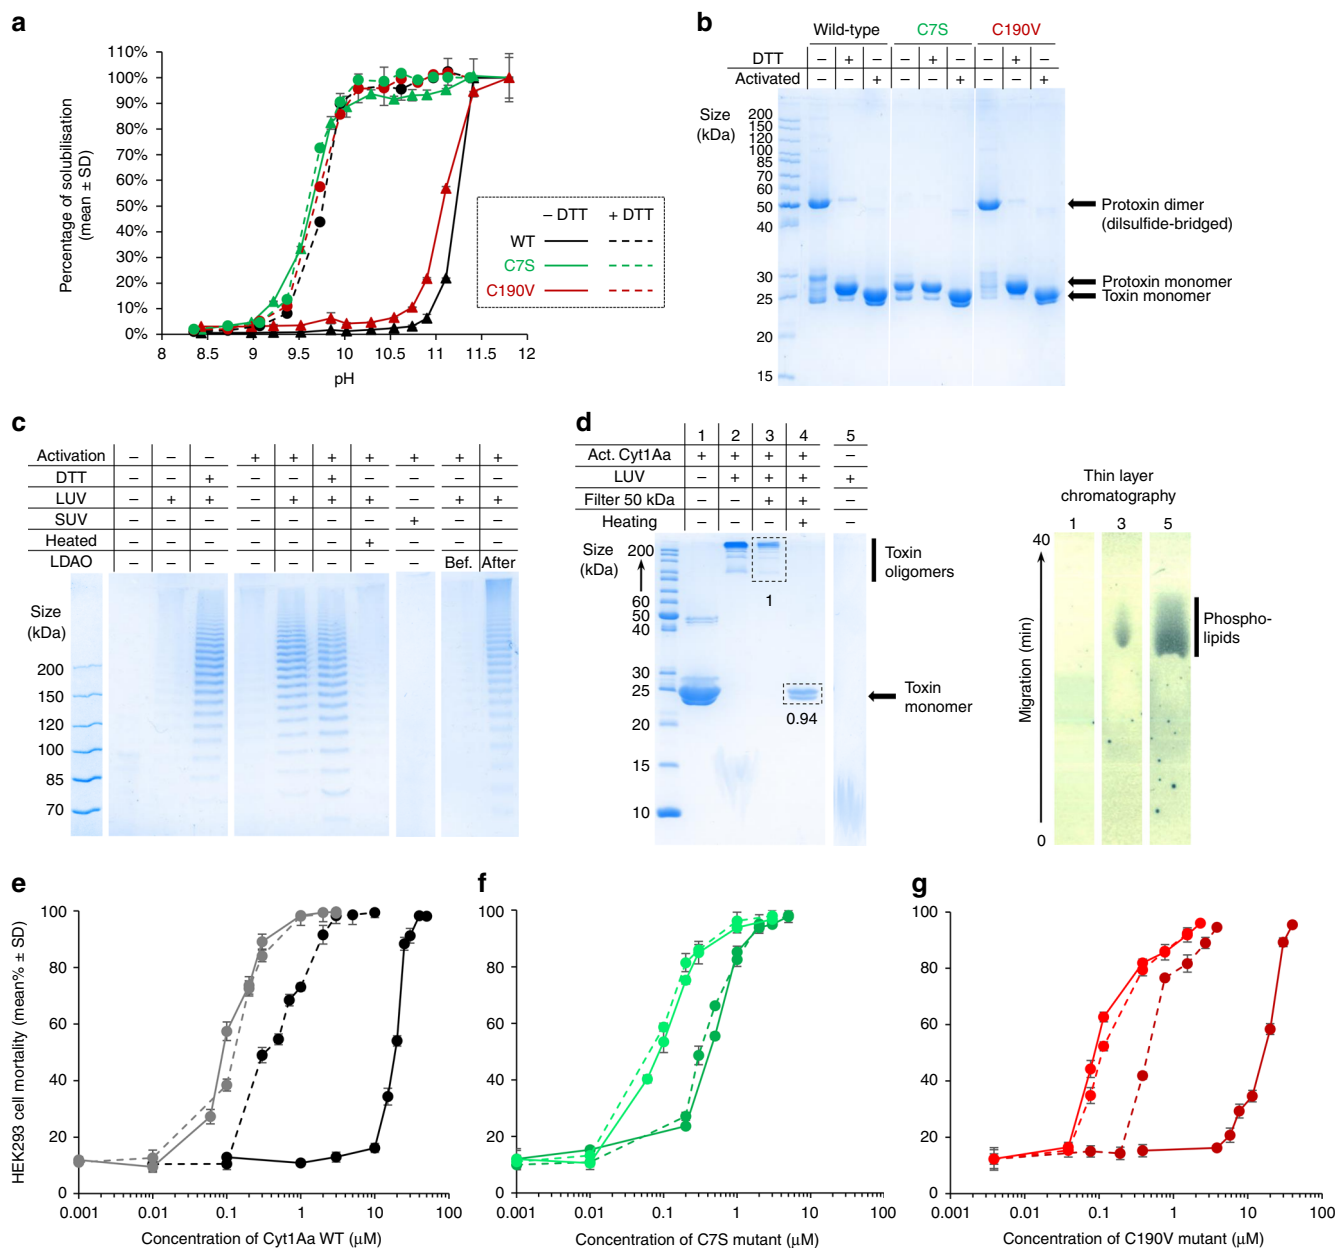 a
110%
100%
90%
80%
70%
60%
50%
40%
30%
20%
10%
0%
Percentage of solubilisation
(mean ± SD)
8 8.5 9 9.5 10 10.5 11 11.5 12
pH
– DTT + DTT
WT
C7S
C190V
b
Wild-type C7S C190V
DTT – + – – + – – + –
Activated – – + – – + – – +
Size
(kDa)
200
150
120
100
85
70
60
50
40
30
25
20
15
Protoxin dimer
(dilsulfide-bridged)
Protoxin monomer
Toxin monomer
c
Activation – – – + + + + + + +
DTT – – + – – + – – – –
LUV – + + – + + + – + +
SUV – – – – – – – + – –
Heated – – – – – – + – – –
LDAO – – – – – – – – Bef. After
Size
(kDa)
200
150
120
100
85
70
d
1 2 3 4 5
Act. Cyt1Aa + + + + –
LUV – + + + +
Filter 50 kDa – – + + –
Heating – – – + –
Size
(kDa)
200
60
50
40
30
25
20
15
10
1
0.94
Toxin
oligomers
Toxin
monomer
Thin layer
chromatography
1 3 5
40
Migration (min)
0
Phospho-
lipids
e
HEK293 cell mortality (mean% ± SD)
100
80
60
40
20
0
0.001 0.01 0.1 1 10 100
Concentration of Cyt1Aa WT (µM)
f
100
80
60
40
20
0
0.001 0.01 0.1 1 10 100
Concentration of C7S mutant (µM)
g
100
80
60
40
20
0
0.001 0.01 0.1 1 10 100
Concentration of C190V mutant (µM)